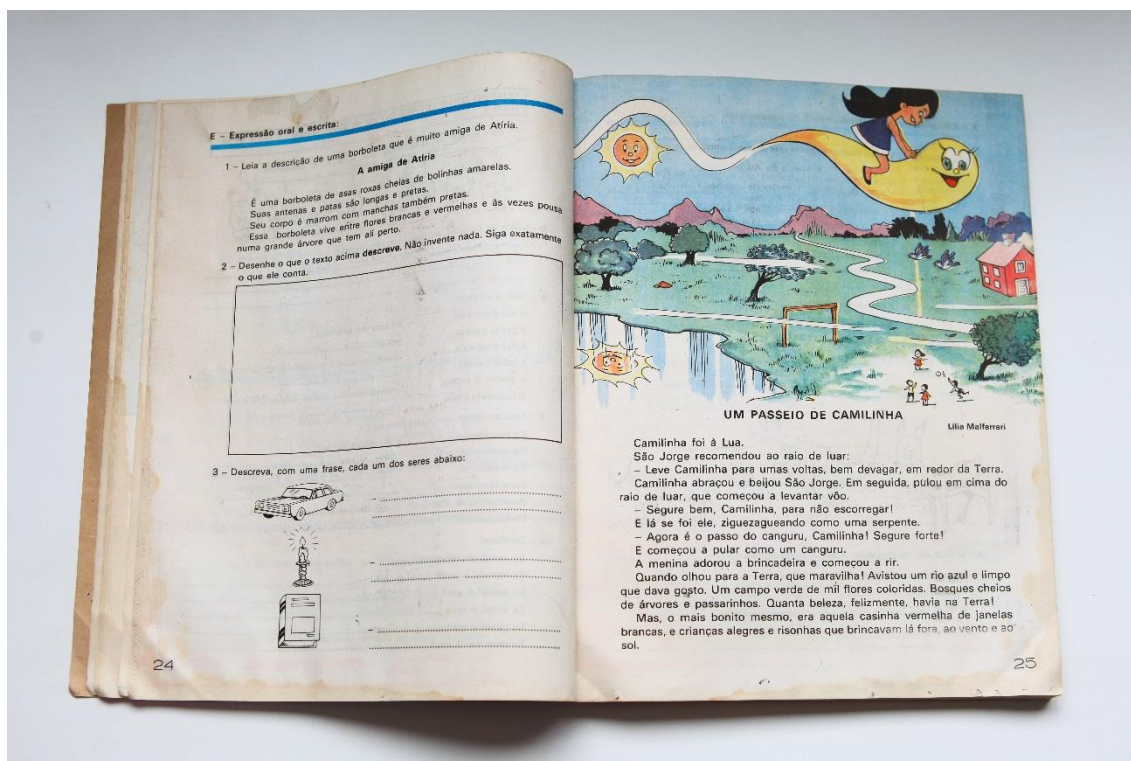 E – Expressão oral e escrita:
1 – Leia a descrição de uma borboleta que é muito amiga de Atíria.
A amiga de Atíria
É uma borboleta de asas roxas cheias de bolinhas amarelas.
Suas antenas e patas são longas e pretas.
Seu corpo é marrom com manchas também pretas.
Essa borboleta vive entre flores brancas e vermelhas e às vezes pousa
numa grande árvore que tem ali perto.
2 – Desenhe o que o texto acima descreve. Não invente nada. Siga exatamente
o que ele conta.
3 – Descreva, com uma frase, cada um dos seres abaixo:
24
UM PASSEIO DE CAMILINHA
Lília Malferrari
Camilinha foi à Lua.
São Jorge recomendou ao raio de luar:
– Leve Camilinha para umas voltas, bem devagar, em redor da Terra.
Camilinha abraçou e beijou São Jorge. Em seguida, pulou em cima do
raio de luar, que começou a levantar vôo.
– Segure bem, Camilinha, para não escorregar!
E lá se foi ele, ziguezagueando como uma serpente.
– Agora é o passo do canguru, Camilinha! Segure forte!
E começou a pular como um canguru.
A menina adorou a brincadeira e começou a rir.
Quando olhou para a Terra, que maravilha! Avistou um rio azul e limpo
que dava gosto. Um campo verde de mil flores coloridas. Bosques cheios
de árvores e passarinhos. Quanta beleza, felizmente, havia na Terra!
Mas, o mais bonito mesmo, era aquela casinha vermelha de janelas
brancas, e crianças alegres e risonhas que brincavam lá fora, ao vento e ao
sol.
25